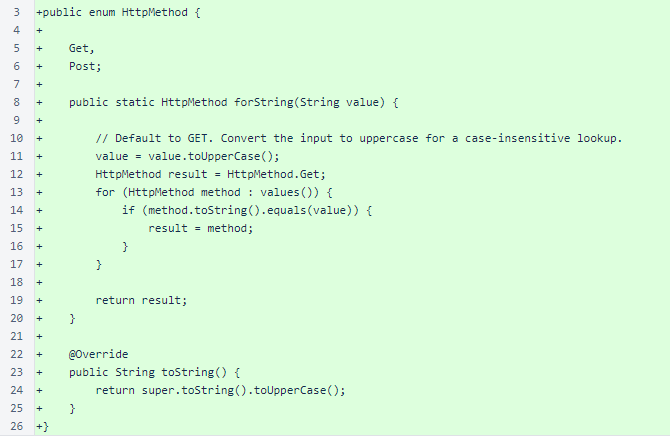 3 +public enum HttpMethod {
4 +
5 +    Get,
6 +    Post;
7 +
8 +    public static HttpMethod forString(String value) {
9 +
10 +        // Default to GET. Convert the input to uppercase for a case-insensitive lookup.
11 +        value = value.toUpperCase();
12 +        HttpMethod result = HttpMethod.Get;
13 +        for (HttpMethod method : values()) {
14 +            if (method.toString().equals(value)) {
15 +                result = method;
16 +            }
17 +        }
18 +
19 +        return result;
20 +    }
21 +
22 +    @Override
23 +    public String toString() {
24 +        return super.toString().toUpperCase();
25 +    }
26 +}